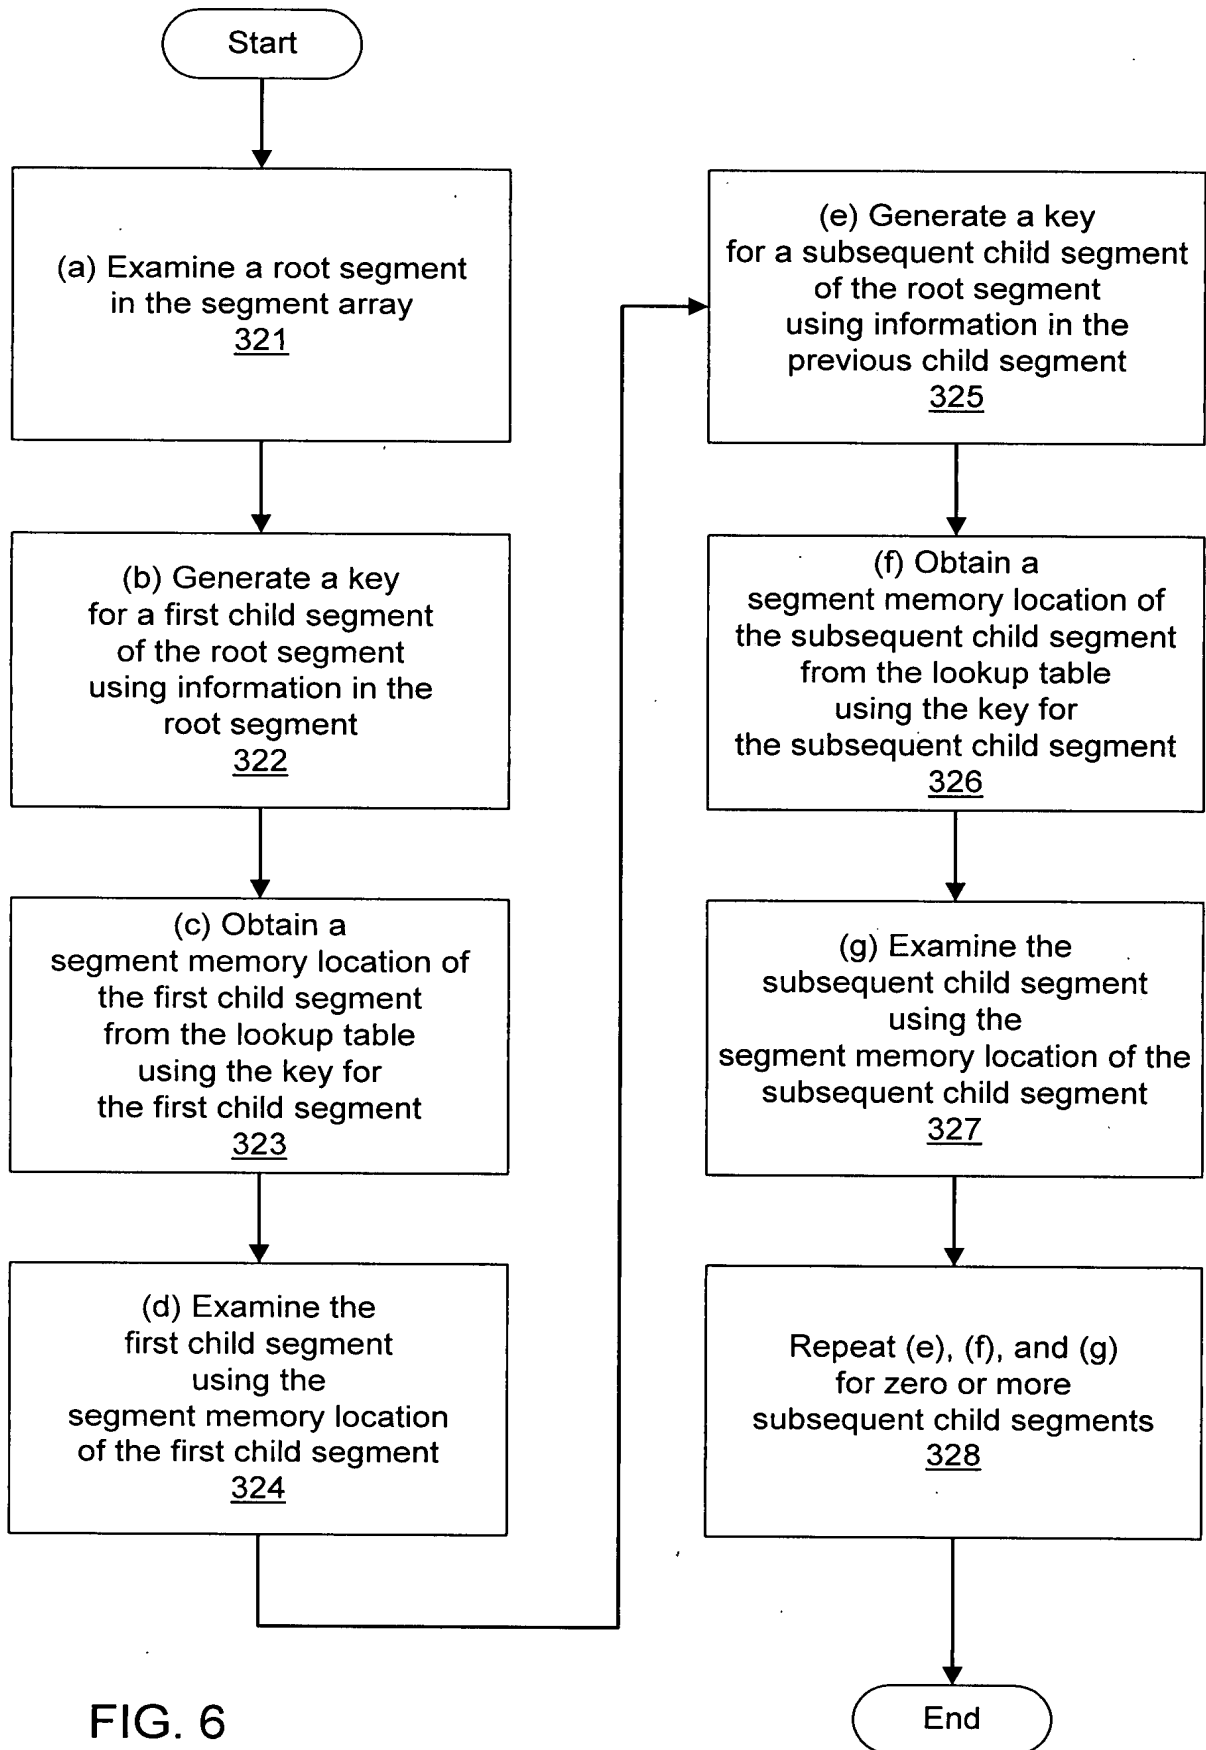 Start
(a) Examine a root segment
in the segment array
321
(b) Generate a key
for a first child segment
of the root segment
using information in the
root segment
322
(c) Obtain a
segment memory location of
the first child segment
from the lookup table
using the key for
the first child segment
323
(d) Examine the
first child segment
using the
segment memory location
of the first child segment
324
(e) Generate a key
for a subsequent child segment
of the root segment
using information in the
previous child segment
325
(f) Obtain a
segment memory location of
the subsequent child segment
from the lookup table
using the key for
the subsequent child segment
326
(g) Examine the
subsequent child segment
using the
segment memory location of the
subsequent child segment
327
Repeat (e), (f), and (g)
for zero or more
subsequent child segments
328
End
FIG. 6